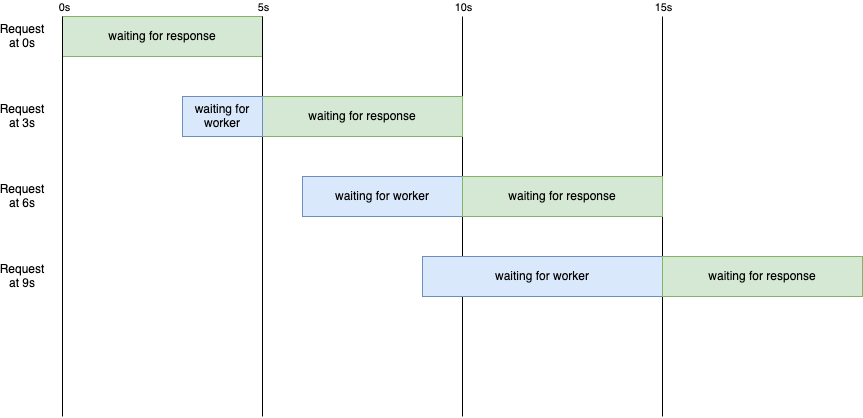 0s 5s 10s 15s
Request
at 0s
waiting for response
Request
at 3s
waiting for
worker
waiting for response
Request
at 6s
waiting for worker
waiting for response
Request
at 9s
waiting for worker
waiting for response